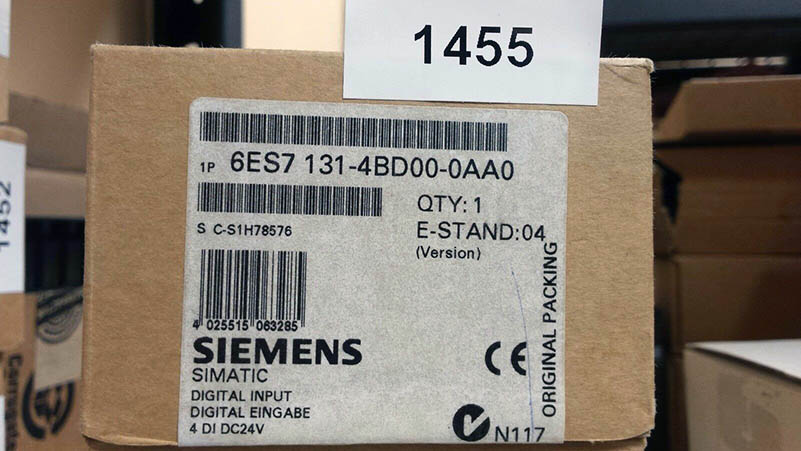 1455
1P 6ES7 131-4BD00-0AA0
QTY: 1
S C-S1H78576
E-STAND:04
(Version)
4 025515 063285
SIEMENS
SIMATIC
DIGITAL INPUT
DIGITAL EINGABE
4 DI DC24V
CE
N117
ORIGINAL PACKING
1452